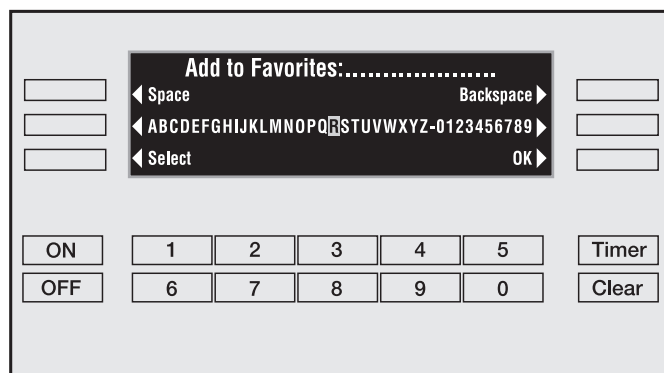 Add to Favorites:....................
Space Backspace
ABCDEFGHIJKLMNOPQRSTUVWXYZ-0123456789
Select OK
ON 1 2 3 4 5 Timer
OFF 6 7 8 9 0 Clear